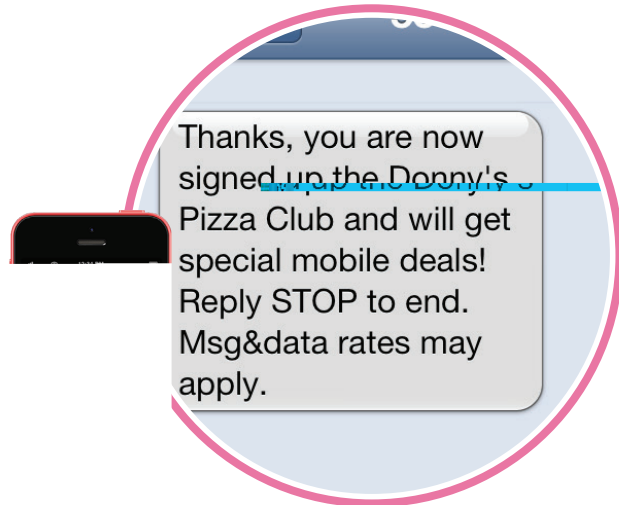 Thanks, you are now
signed up the Donny's
Pizza Club and will get
special mobile deals!
Reply STOP to end.
Msg&data rates may
apply.